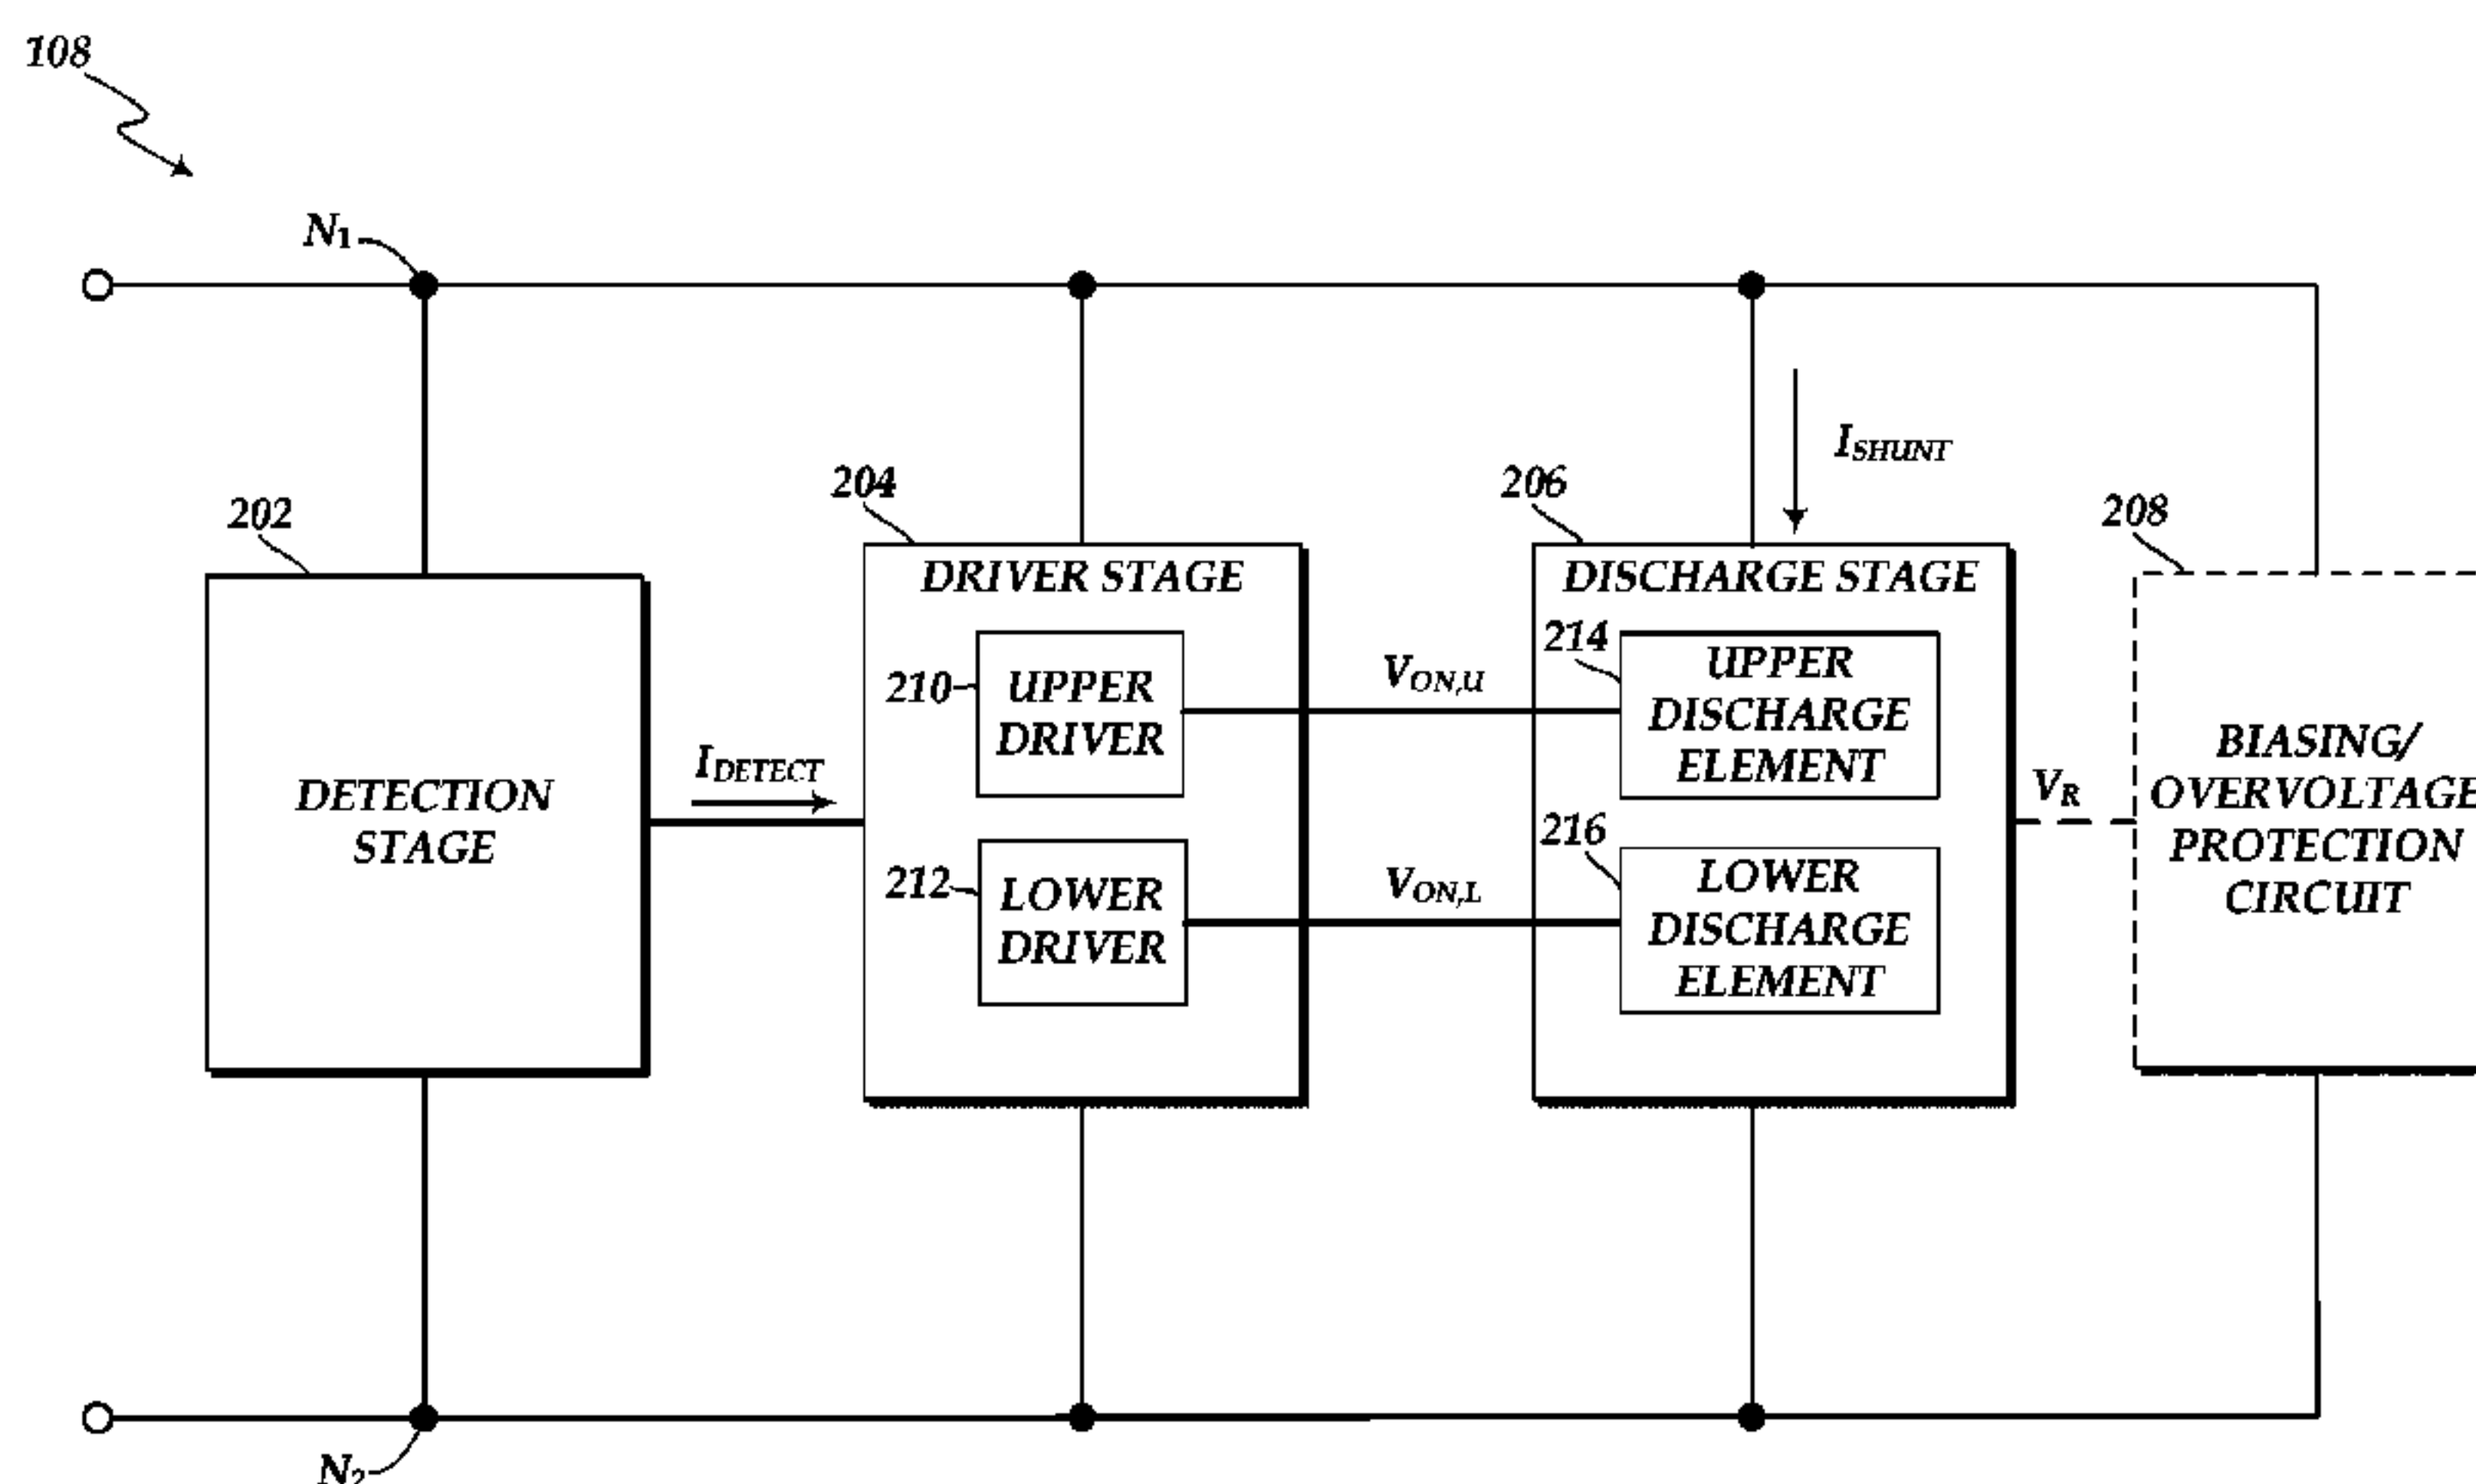 108
N1
ISHUNT
204
206
202
208
DRIVER STAGE
DISCHARGE STAGE
214
UPPER
DISCHARGE
ELEMENT
210
UPPER
DRIVER
VON,U
IDETECT
DETECTION
STAGE
BIASING/
OVERVOLTAGE
PROTECTION
CIRCUIT
VR
216
LOWER
DISCHARGE
ELEMENT
212
LOWER
DRIVER
VON,L
N2